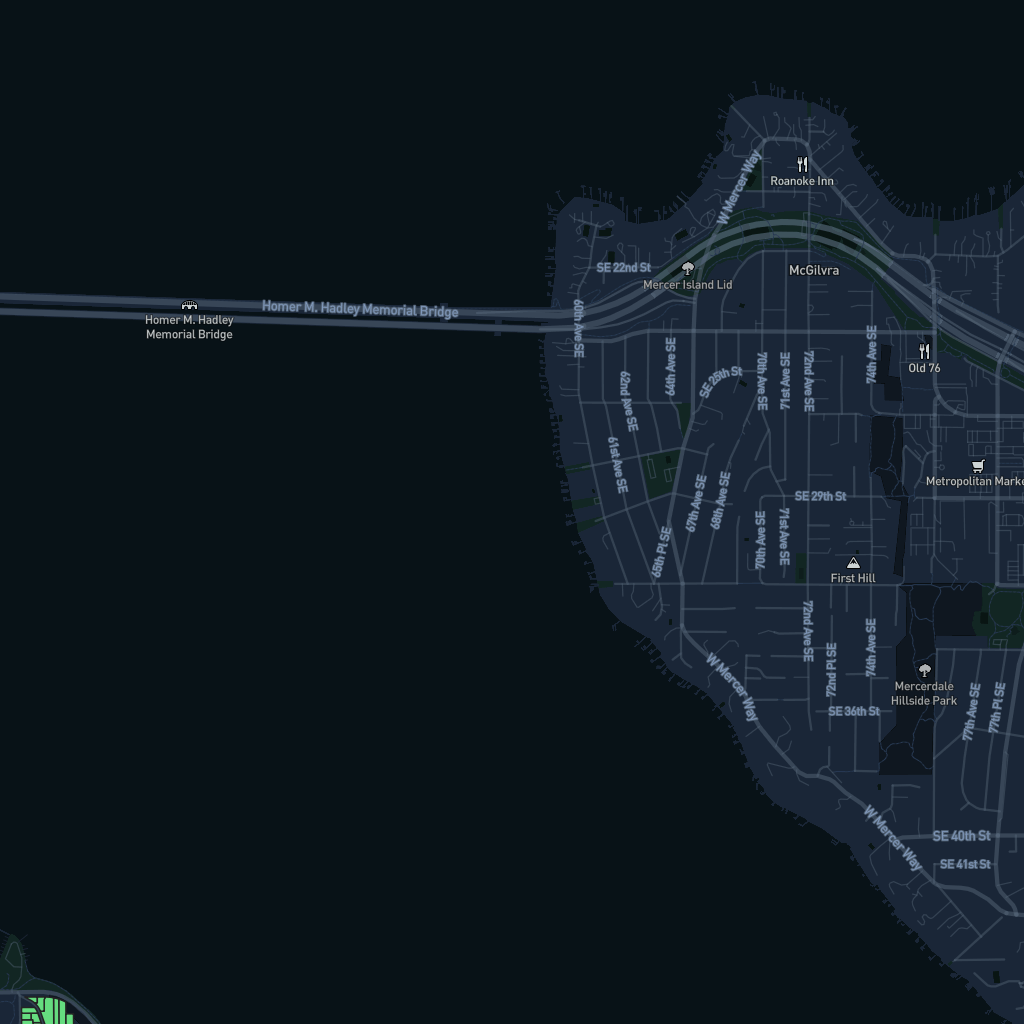 W Mercer Way
Roanoke Inn
SE 22nd St
McGilvra
Mercer Island Lid
Homer M. Hadley Memorial Bridge
Homer M. Hadley
Memorial Bridge
60th Ave SE
64th Ave SE
74th Ave SE
Old 76
SE 25th St
70th Ave SE
71st Ave SE
72nd Ave SE
62nd Ave SE
61st Ave SE
Metropolitan Marke
67th Ave SE
68th Ave SE
SE 29th St
65th Pl SE
70th Ave SE
71st Ave SE
First Hill
72nd Ave SE
74th Ave SE
72nd Pl SE
W Mercer Way
Mercerdale
Hillside Park
77th Ave SE
77th Pl SE
SE 36th St
W Mercer Way
SE 40th St
SE 41st St